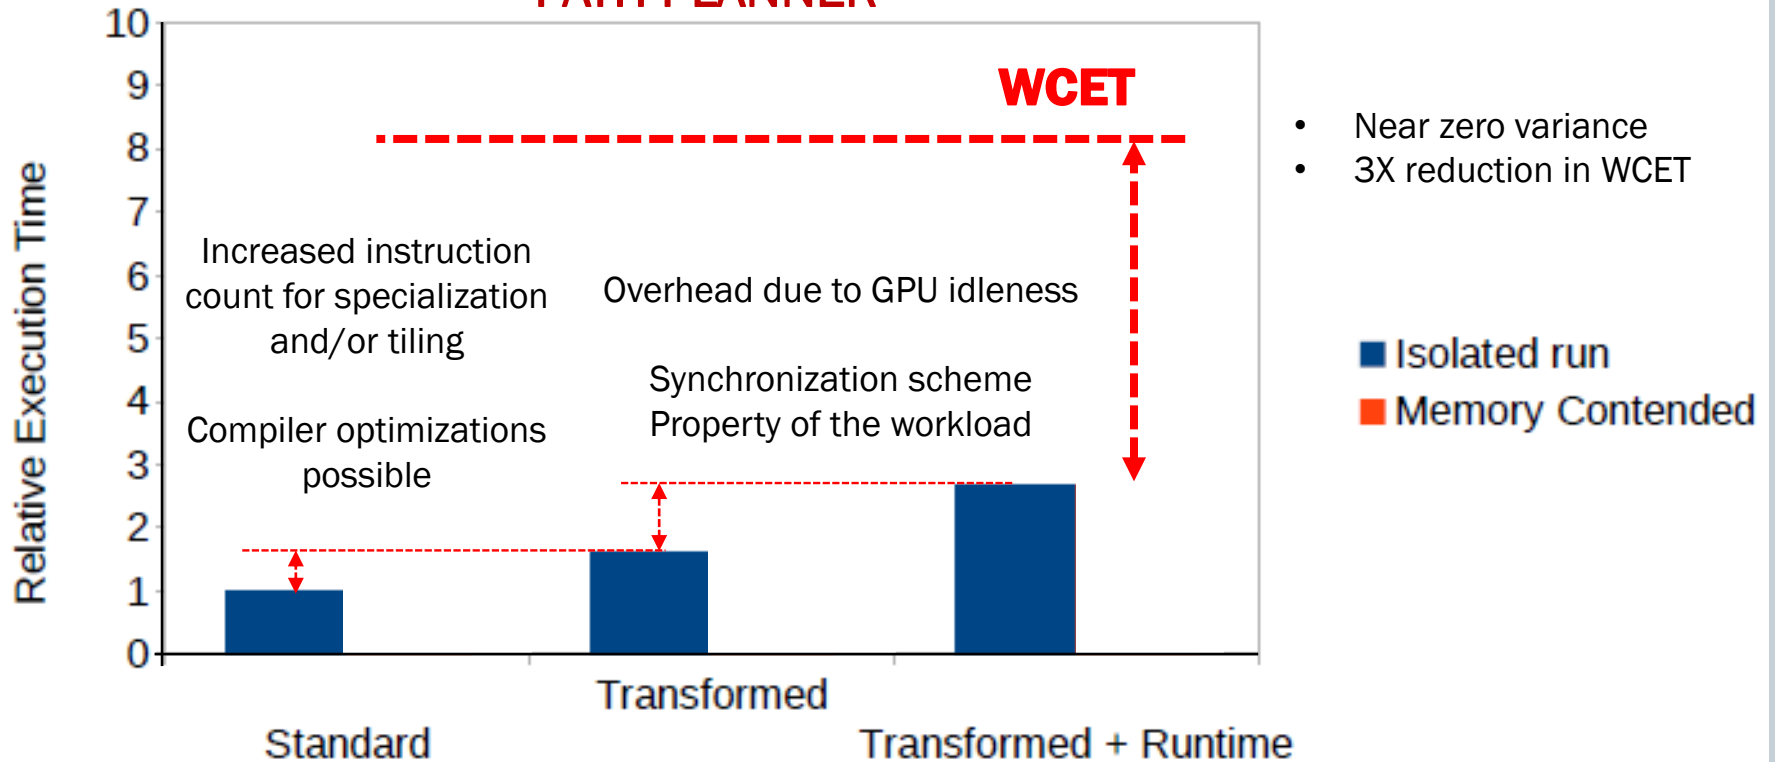 PATH PLANNER
10
9
8
7
6
5
4
3
2
1
0
Relative Execution Time
WCET
Increased instruction
count for specialization
and/or tiling
Compiler optimizations
possible
Overhead due to GPU idleness
Synchronization scheme
Property of the workload
• Near zero variance
• 3X reduction in WCET
Isolated run
Memory Contended
Standard
Transformed
Transformed + Runtime